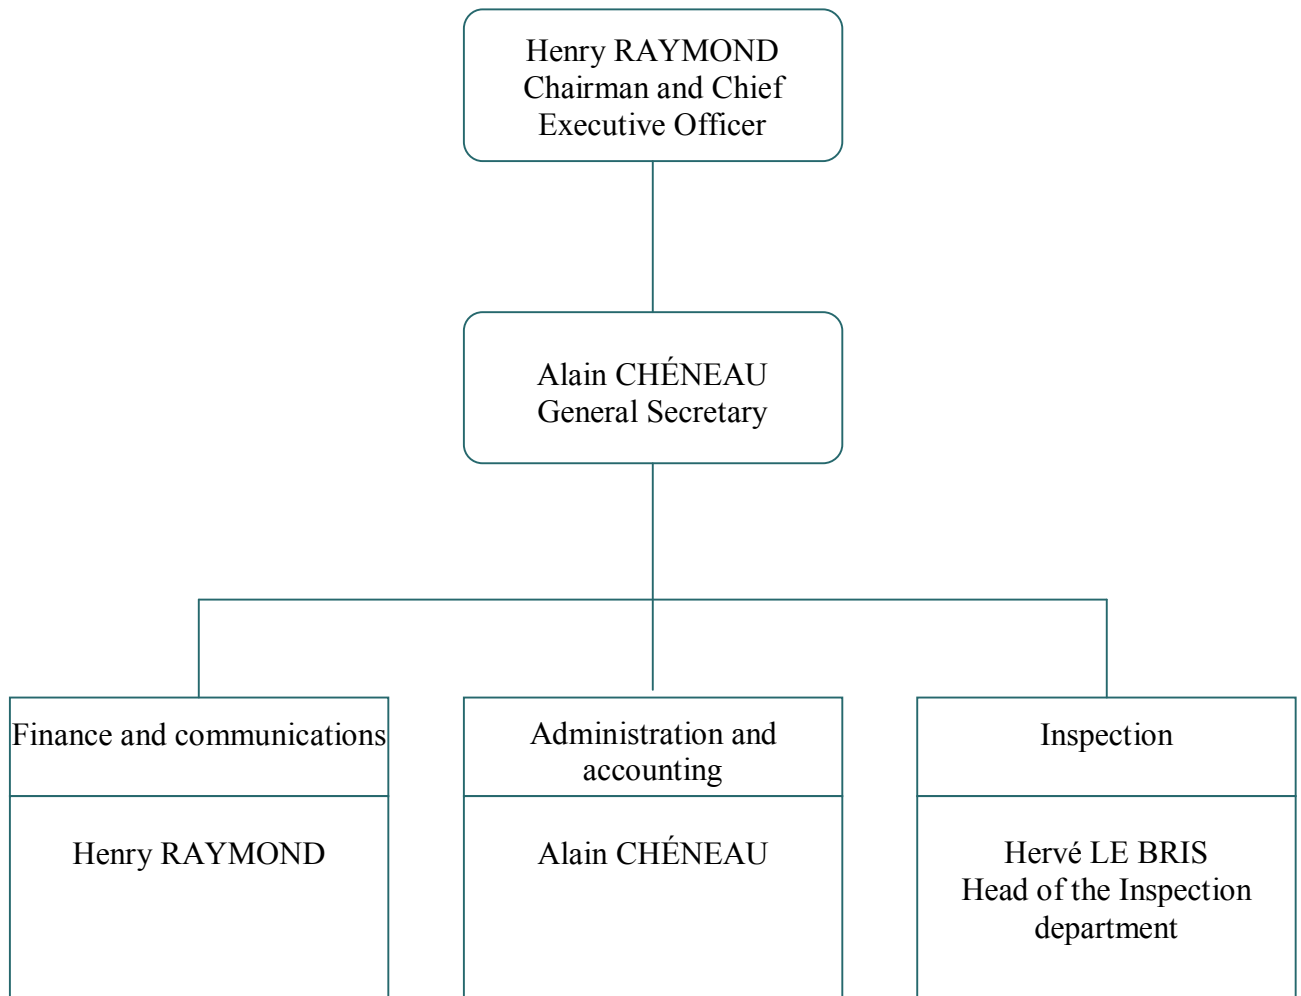 Henry RAYMOND
Chairman and Chief
Executive Officer
Alain CHÉNEAU
General Secretary
Finance and communications
Administration and
accounting
Inspection
Henry RAYMOND
Alain CHÉNEAU
Hervé LE BRIS
Head of the Inspection
department